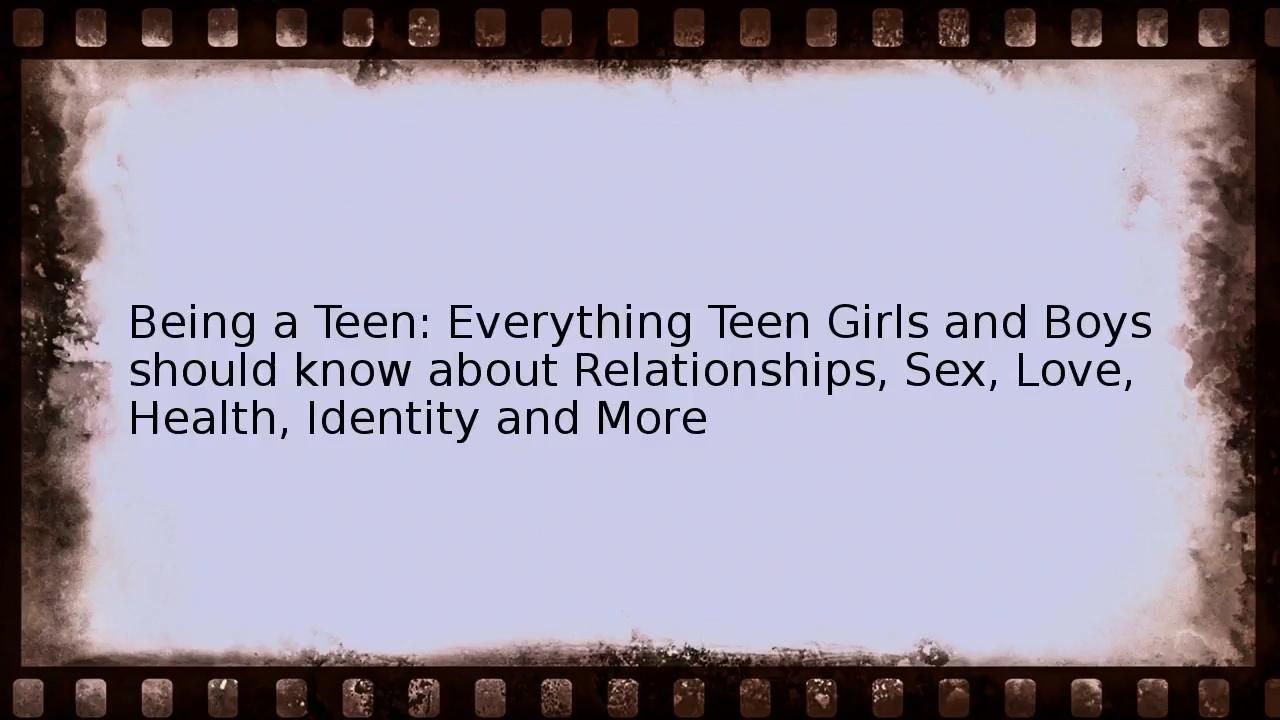 Being a Teen: Everything Teen Girls and Boys
should know about Relationships, Sex, Love,
Health, Identity and More